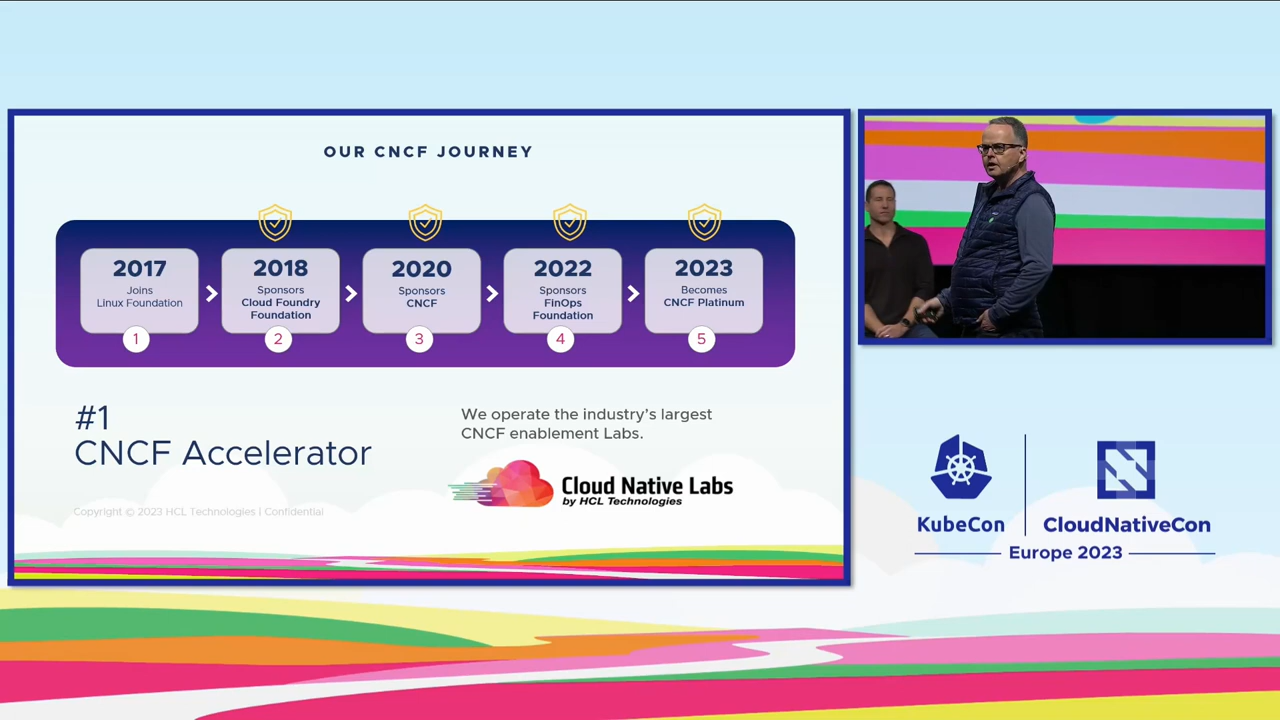 OUR CNCF JOURNEY
2017
Joins
Linux Foundation
1
2018
Sponsors
Cloud Foundry
Foundation
2
2020
Sponsors
CNCF
3
2022
Sponsors
FinOps
Foundation
4
2023
Becomes
CNCF Platinum
5
#1
CNCF Accelerator
We operate the industry's largest
CNCF enablement Labs.
Cloud Native Labs
by HCL Technologies
Copyright © 2023 HCL Technologies | Confidential
KubeCon
CloudNativeCon
Europe 2023